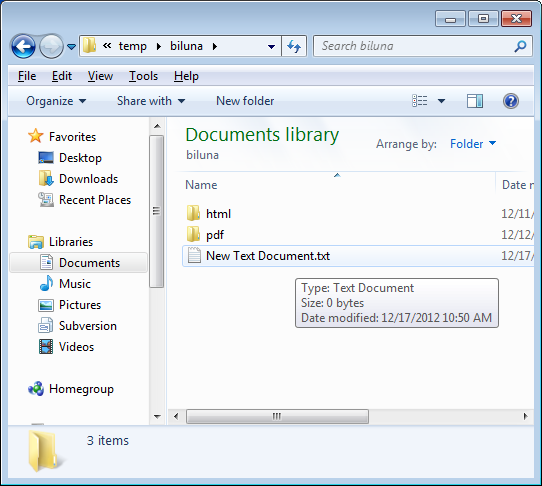 « temp biluna
Search biluna
File Edit View Tools Help
Organize Share with New folder
Favorites
Desktop
Downloads
Recent Places
Libraries
Documents
Music
Pictures
Subversion
Videos
Homegroup
Documents library
biluna
Arrange by: Folder
Name Date m
html 12/11/
pdf 12/12/
New Text Document.txt 12/17/
Type: Text Document
Size: 0 bytes
Date modified: 12/17/2012 10:50 AM
3 items